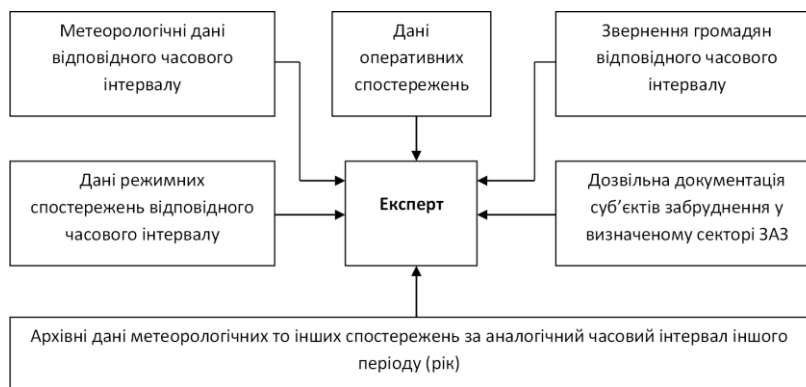 Метеорологічні дані
відповідного часового
інтервалу
Дані
оперативних
спостережень
Звернення громадян
відповідного часового
інтервалу
Дані режимних
спостережень відповідного
часового інтервалу
Експерт
Дозвільна документація
суб’єктів забруднення у
визначеному секторі ЗАЗ
Архівні дані метеорологічних то інших спостережень за аналогічний часовий інтервал іншого
періоду (рік)